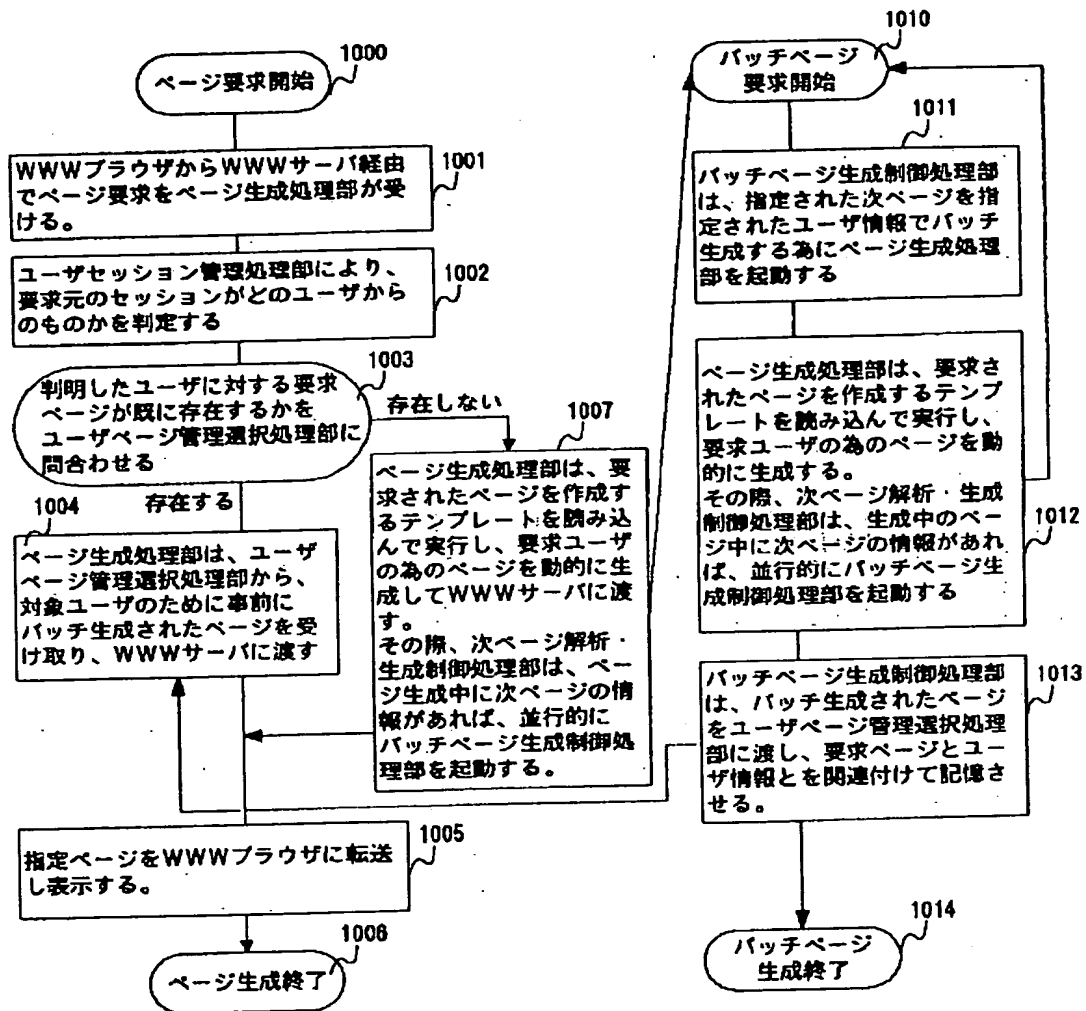 1000
ページ要求開始
1001
WWWブラウザからWWWサーバ経由
でページ要求をページ生成処理部が受
ける。
1002
ユーザセッション管理処理部により、
要求元のセッションがどのユーザから
のものかを判定する
1003
判明したユーザに対する要求
ページが既に存在するかを
ユーザページ管理選択処理部に
問合わせる
存在しない
存在する
1004
ページ生成処理部は、ユーザ
ページ管理選択処理部から、
対象ユーザのために事前に
バッチ生成されたページを受
け取り、WWWサーバに渡す
1007
ページ生成処理部は、要
求されたページを作成す
るテンプレートを読み込
んで実行し、要求ユーザ
の為のページを動的に生
成してWWWサーバに渡
す。
その際、次ページ解析・
生成制御処理部は、ペー
ジ生成中に次ページの情
報があれば、並行的に
バッチページ生成制御処
理部を起動する。
1005
指定ページをWWWブラウザに転送
し表示する。
1006
ページ生成終了
1010
バッチページ
要求開始
1011
バッチページ生成制御処理部
は、指定された次ページを指
定されたユーザ情報でバッチ
生成する為にページ生成処理
部を起動する
1012
ページ生成処理部は、要求さ
れたページを作成するテンプ
レートを読み込んで実行し、
要求ユーザの為のページを動
的に生成する。
その際、次ページ解析・生成
制御処理部は、生成中のペー
ジ中に次ページの情報があれ
ば、並行的にバッチページ生
成制御処理部を起動する
1013
バッチページ生成制御処理部
は、バッチ生成されたページ
をユーザページ管理選択処理
部に渡し、要求ページとユー
ザ情報とを関連付けて記憶さ
せる。
1014
バッチページ
生成終了